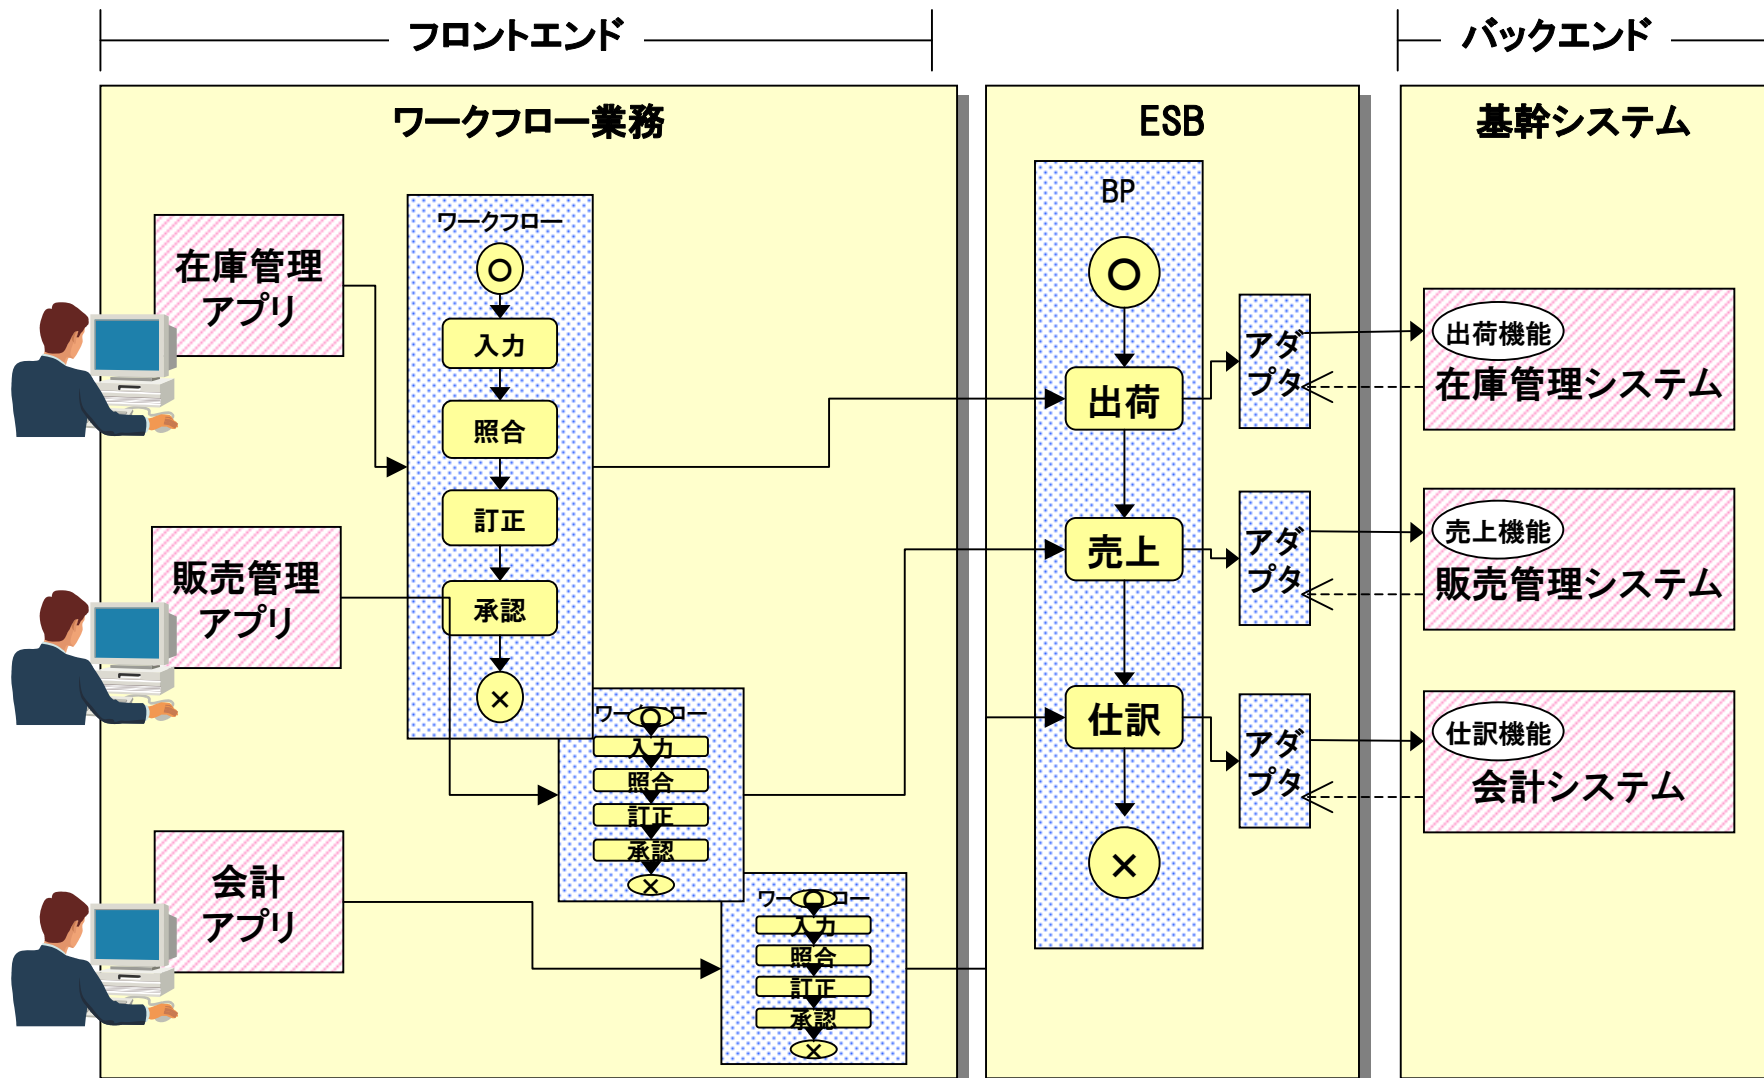 フロントエンド
バックエンド
ワークフロー業務
ESB
基幹システム
在庫管理
アプリ
販売管理
アプリ
会計
アプリ
ワークフロー
入力
照合
訂正
承認
×
入力
照合
訂正
承認
×
入力
照合
訂正
承認
×
BP
出荷
売上
仕訳
×
アダ
プタ
アダ
プタ
アダ
プタ
出荷機能
在庫管理システム
売上機能
販売管理システム
仕訳機能
会計システム